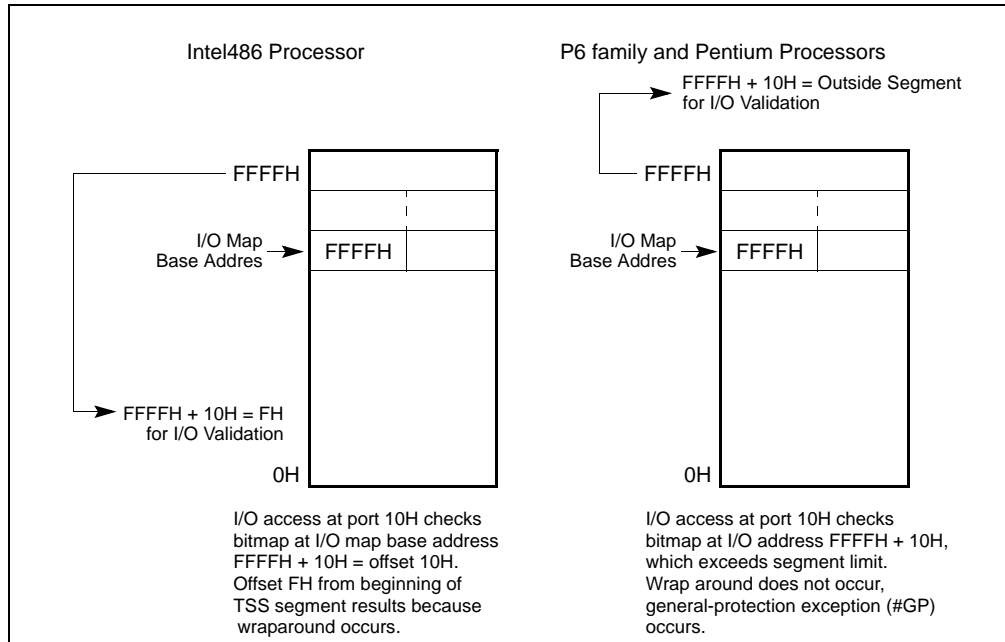 Intel486 Processor
FFFFH
I/O Map
Base Addres
FFFFH
FFFFH + 10H = FH
for I/O Validation
0H
I/O access at port 10H checks
bitmap at I/O map base address
FFFFH + 10H = offset 10H.
Offset FH from beginning of
TSS segment results because
wraparound occurs.
P6 family and Pentium Processors
FFFFH + 10H = Outside Segment
for I/O Validation
FFFFH
I/O Map
Base Addres
FFFFH
0H
I/O access at port 10H checks
bitmap at I/O address FFFFH + 10H,
which exceeds segment limit.
Wrap around does not occur,
general-protection exception (#GP)
occurs.